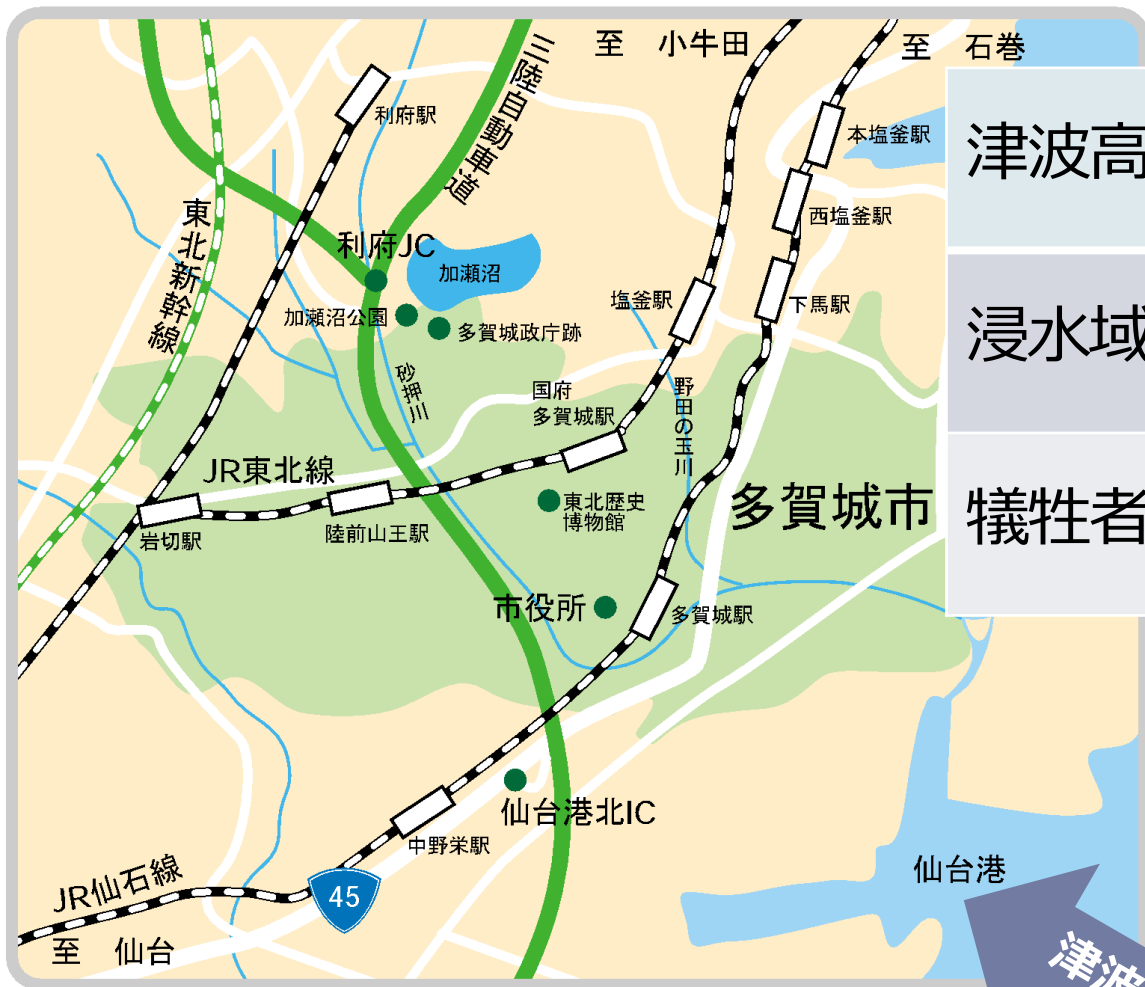 至 小牛田
至 石巻
三陸自動車道
利府駅
本塩釜駅
津波高
西塩釜駅
東北新幹線
利府JC
加瀬沼
下馬駅
塩釜駅
加瀬沼公園
多賀城政庁跡
浸水域
砂押川
国府
多賀城駅
野田の玉川
JR東北線
多賀城市
東北歴史
博物館
犠牲者
岩切駅
陸前山王駅
市役所
多賀城駅
仙台港北IC
中野栄駅
仙台港
JR仙石線
45
至 仙台
津波